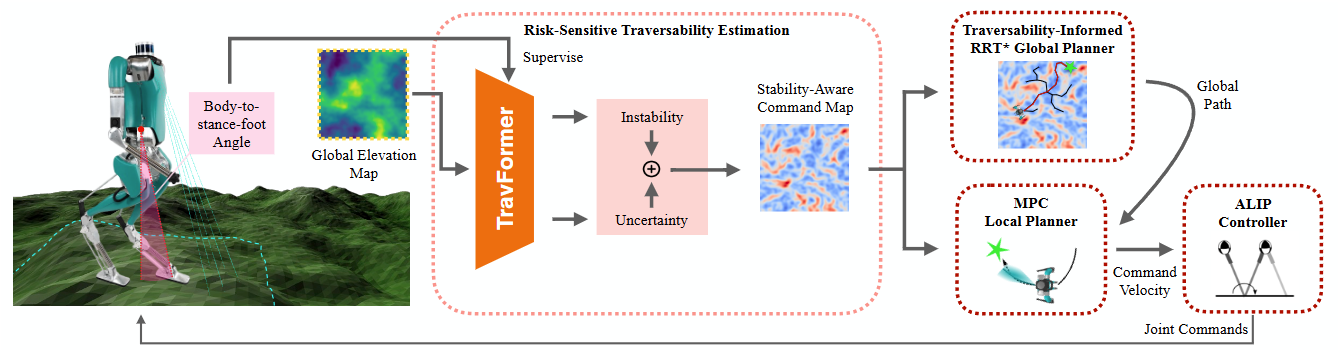 Risk-Sensitive Traversability Estimation
Supervise
Body-to-
stance-foot
Angle
Global Elevation
Map
TravFormer
Instability
Uncertainty
Stability-Aware
Command Map
Traversability-Informed
RRT* Global Planner
Global
Path
MPC
Local Planner
Command
Velocity
ALIP
Controller
Joint Commands